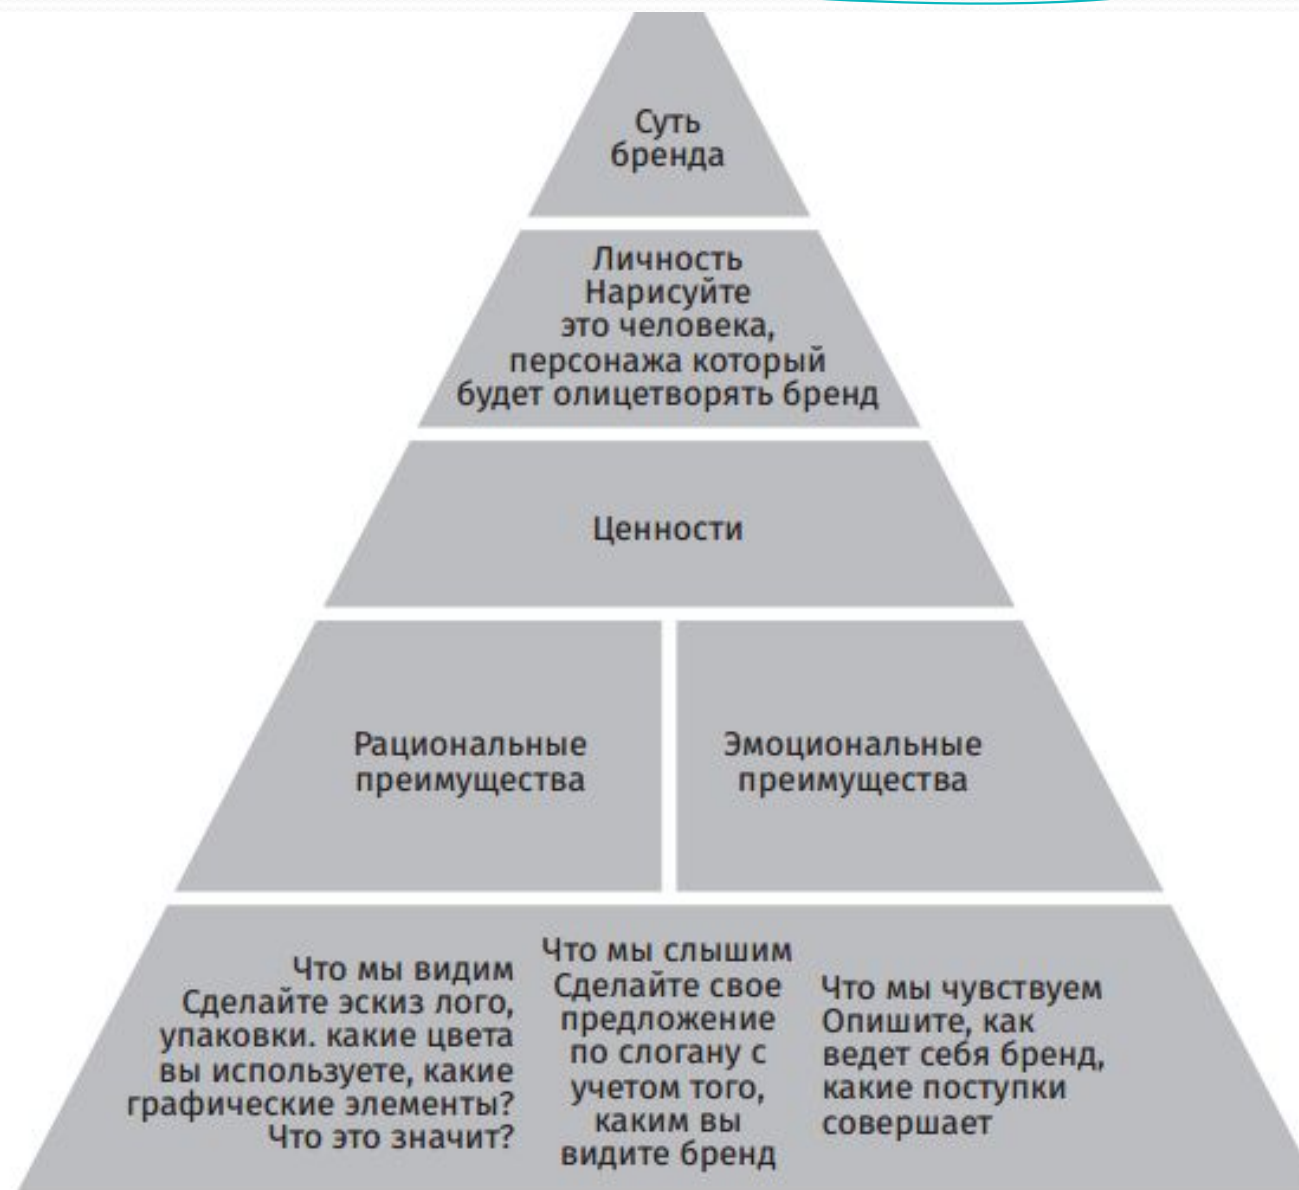 Суть
бренда
Личность
Нарисуйте
это человека,
персонажа который
будет олицетворять бренд
Ценности
Рациональные
преимущества
Эмоциональные
преимущества
Что мы видим
Сделайте эскиз лого,
упаковки. какие цвета
вы используете, какие
графические элементы?
Что это значит?
Что мы слышим
Сделайте свое
предложение
по слогану с
учетом того,
каким вы
видите бренд
Что мы чувствуем
Опишите, как
ведет себя бренд,
какие поступки
совершает